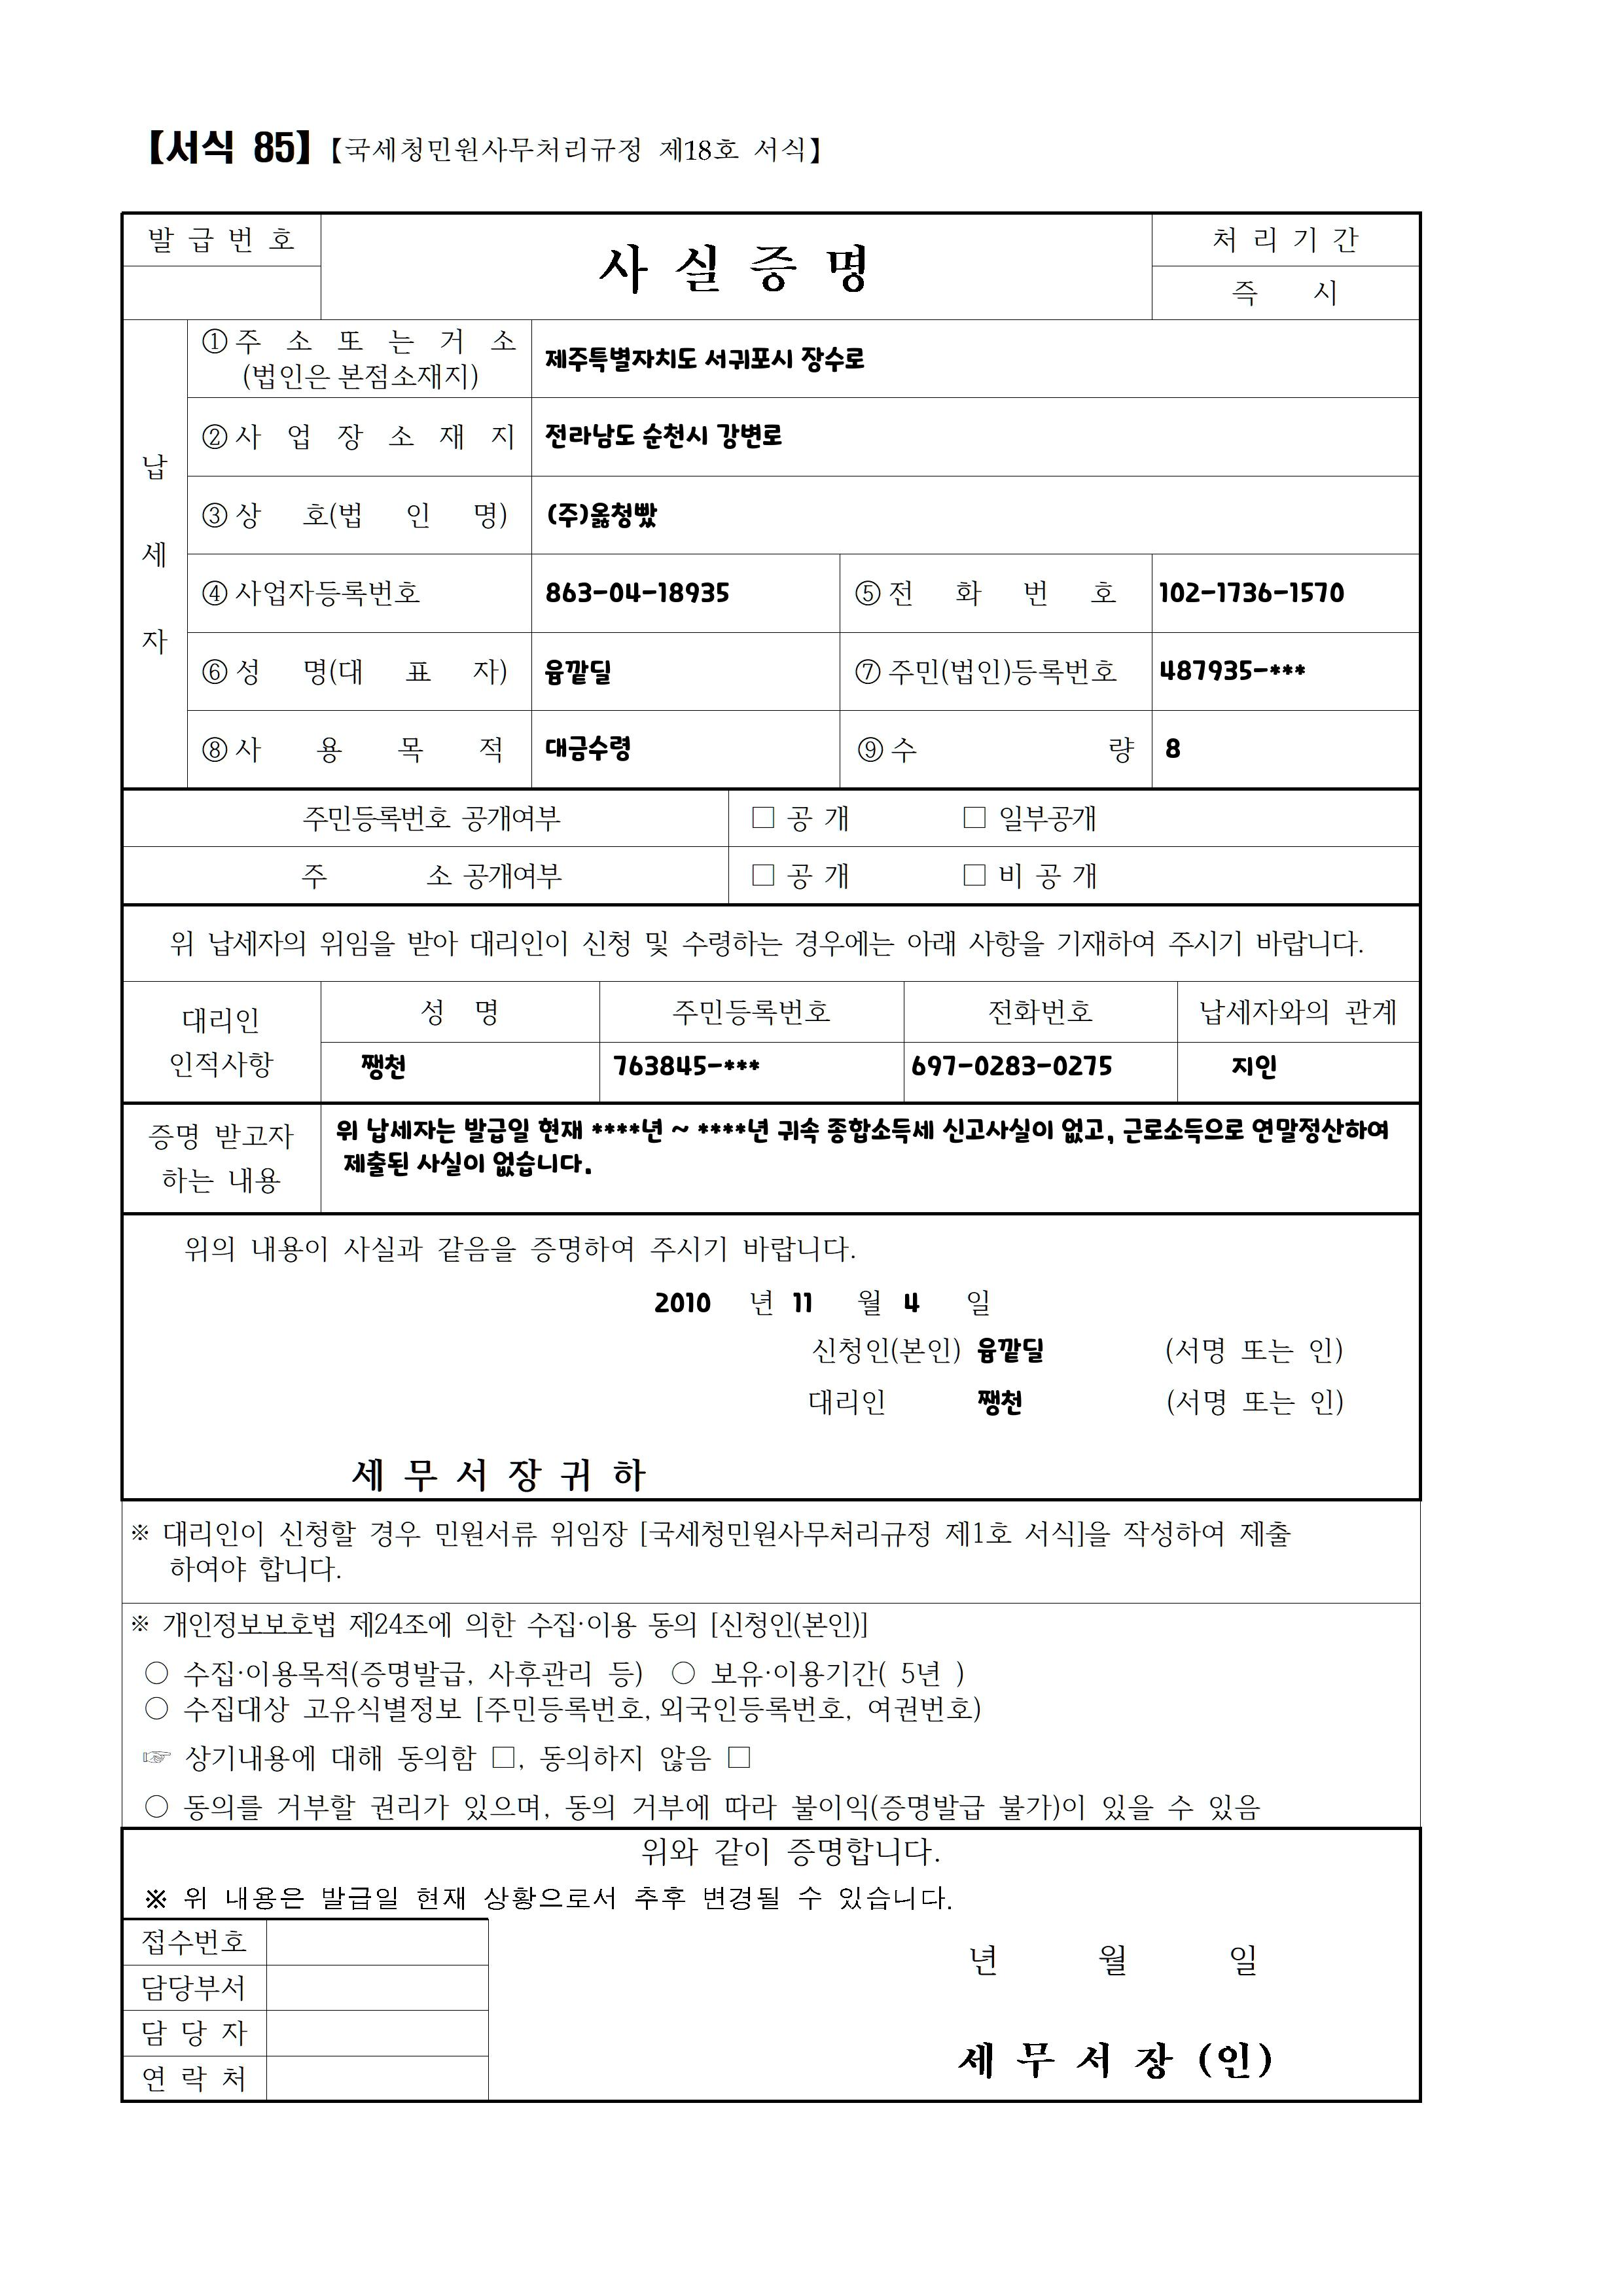 【서식 85】【국세청민원사무처리규정 제18호 서식】
발 급 번 호
사 실 증 명
처 리 기 간
즉 시
납 세 자
① 주 소 또 는 거 소
(법인은 본점소재지)
제주특별자치도 서귀포시 장수로
② 사 업 장 소 재 지
전라남도 순천시 강변로
③ 상 호(법 인 명)
(주)옳청빴
④ 사업자등록번호
863-04-18935
⑤ 전 화 번 호
102-1736-1570
⑥ 성 명(대 표 자)
융깥딜
⑦ 주민(법인)등록번호
487935-***
⑧ 사 용 목 적
대금수령
⑨ 수 량
8
주민등록번호 공개여부
□ 공 개 □ 일부공개
주 소 공개여부
□ 공 개 □ 비 공 개
위 납세자의 위임을 받아 대리인이 신청 및 수령하는 경우에는 아래 사항을 기재하여 주시기 바랍니다.
대리인
인적사항
성 명 주민등록번호 전화번호 납세자와의 관계
쨍천 763845-*** 697-0283-0275 지인
증명 받고자
하는 내용
위 납세자는 발급일 현재 ****년 ~ ****년 귀속 종합소득세 신고사실이 없고, 근로소득으로 연말정산하여
제출된 사실이 없습니다.
위의 내용이 사실과 같음을 증명하여 주시기 바랍니다.
2010 년 11 월 4 일
신청인(본인) 융깥딜 (서명 또는 인)
대리인 쨍천 (서명 또는 인)
세 무 서 장 귀 하
※ 대리인이 신청할 경우 민원서류 위임장 [국세청민원사무처리규정 제1호 서식]을 작성하여 제출
하여야 합니다.
※ 개인정보보호법 제24조에 의한 수집·이용 동의 [신청인(본인)]
○ 수집·이용목적(증명발급, 사후관리 등) ○ 보유·이용기간( 5년 )
○ 수집대상 고유식별정보 [주민등록번호, 외국인등록번호, 여권번호)
☞ 상기내용에 대해 동의함 □, 동의하지 않음 □
○ 동의를 거부할 권리가 있으며, 동의 거부에 따라 불이익(증명발급 불가)이 있을 수 있음
위와 같이 증명합니다.
※ 위 내용은 발급일 현재 상황으로서 추후 변경될 수 있습니다.
접수번호
담당부서
담 당 자
연 락 처
년 월 일
세 무 서 장 (인)